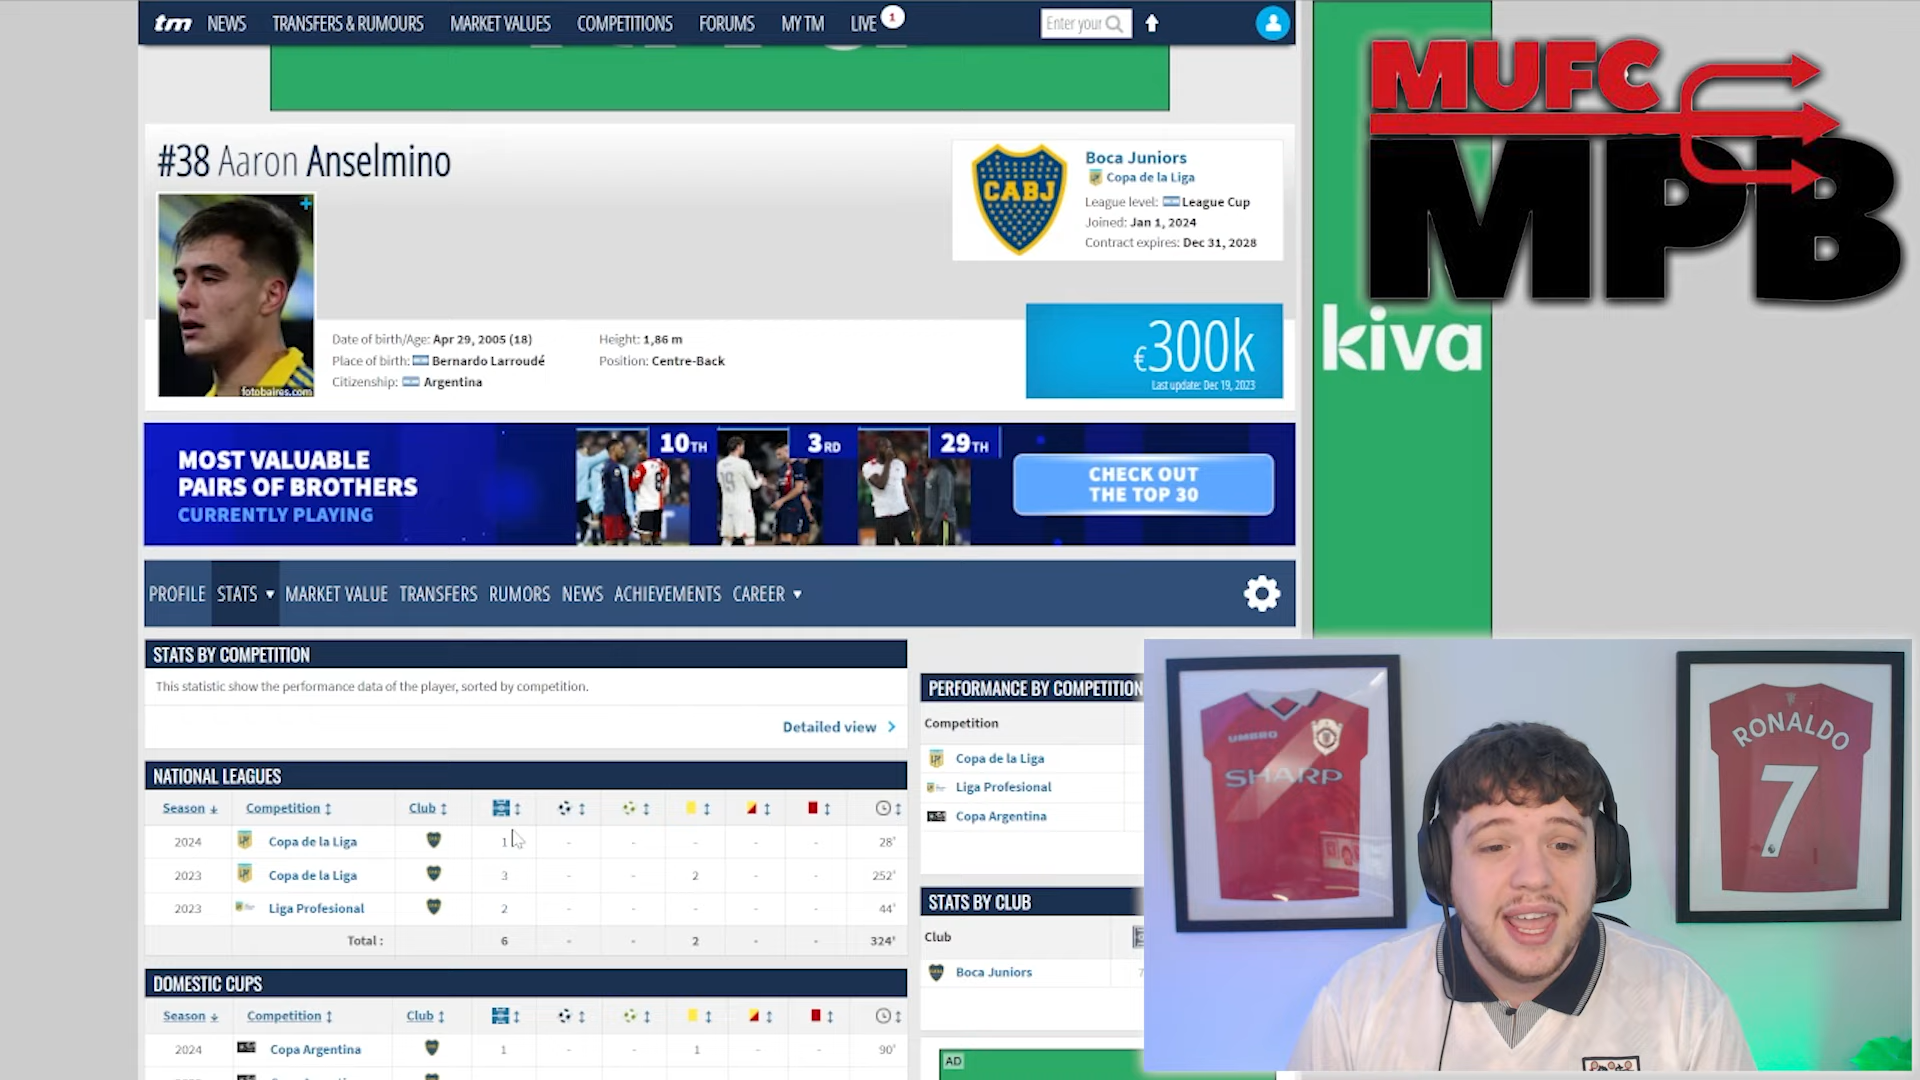 tm NEWS TRANSFERS & RUMOURS MARKET VALUES COMPETITIONS FORUMS MY TM LIVE 1 Enter your
MUFC
MPB
kiva
#38 Aaron Anselmino
CABJ
Boca Juniors
Copa de la Liga
League level: League Cup
Joined: Jan 1, 2024
Contract expires: Dec 31, 2028
fotobaires.com
Date of birth/Age: Apr 29, 2005 (18)
Place of birth: Bernardo Larroudé
Citizenship: Argentina
Height: 1,86 m
Position: Centre-Back
€300k
Last update: Dec 19, 2023
MOST VALUABLE
PAIRS OF BROTHERS
CURRENTLY PLAYING
10TH 3RD 29TH
CHECK OUT
THE TOP 30
PROFILE STATS MARKET VALUE TRANSFERS RUMORS NEWS ACHIEVEMENTS CAREER
STATS BY COMPETITION
This statistic show the performance data of the player, sorted by competition.
Detailed view
NATIONAL LEAGUES
Season Competition Club
2024 Copa de la Liga 1 - - - - - 28'
2023 Copa de la Liga 3 - - 2 - - 252'
2023 Liga Profesional 2 - - - - - 44'
Total : 6 - - 2 - - 324'
DOMESTIC CUPS
Season Competition Club
2024 Copa Argentina 1 - - 1 - - 90'
PERFORMANCE BY COMPETITION
Competition
Copa de la Liga
Liga Profesional
Copa Argentina
STATS BY CLUB
Club
Boca Juniors 7
AD
UMBRO
SHARP
RONALDO
7